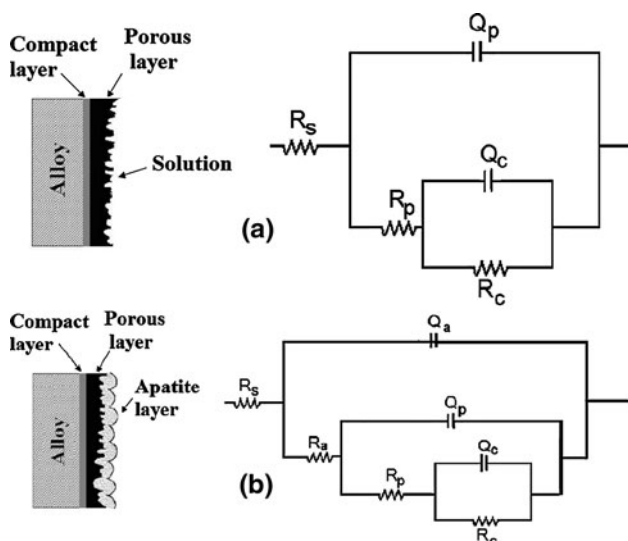 Compact
layer
Porous
layer
Alloy
Solution
(a)
Rs
Qp
Qc
Rp
Rc
Compact
layer
Porous
layer
Apatite
layer
Alloy
(b)
Rs
Qa
Ra
Qp
Rp
Qc
Rc